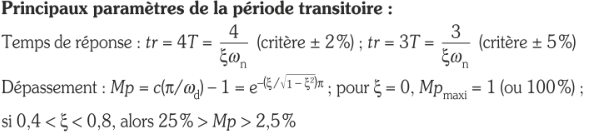 Principaux paramètres de la période transitoire :
Temps de réponse : tr = 4T = 4/(ξωₙ) (critère ± 2 %) ; tr = 3T = 3/(ξωₙ) (critère ± 5 %)
Dépassement : Mp = c(π/ω_d) – 1 = e^(–(ξ/√(1 – ξ²))π) ; pour ξ = 0, Mp_maxi = 1 (ou 100 %) ;
si 0,4 < ξ < 0,8, alors 25 % > Mp > 2,5 %